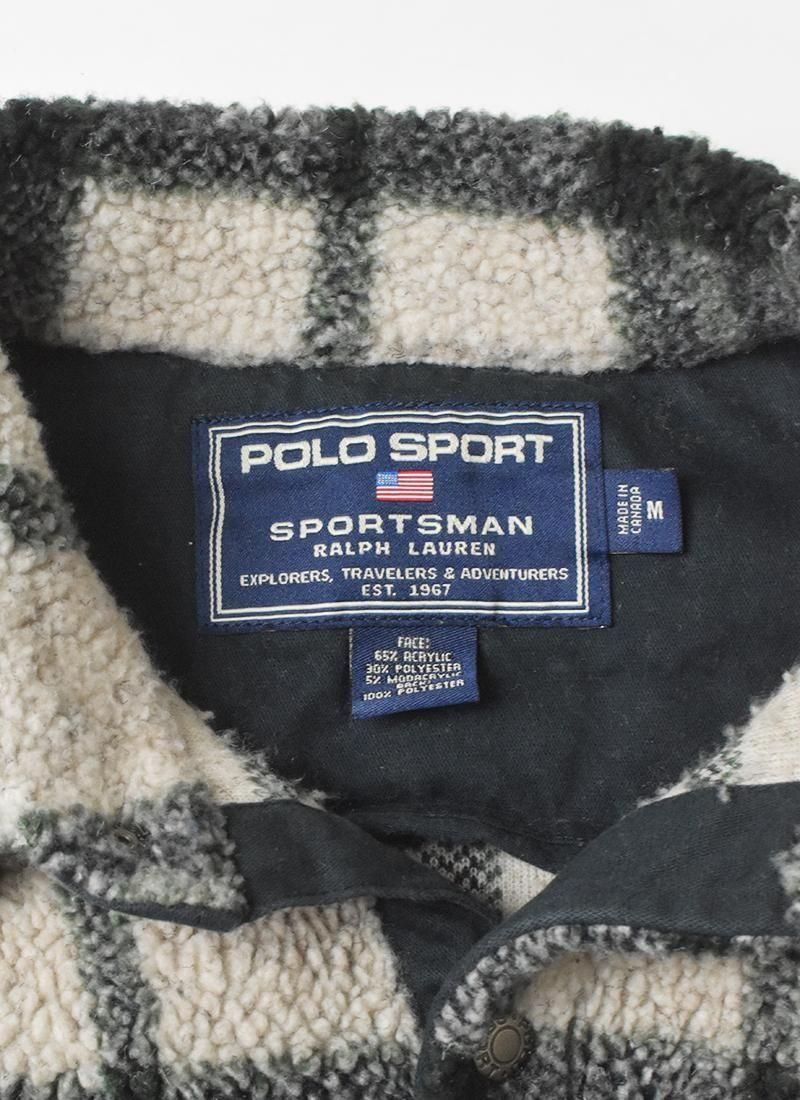 POLO SPORT
SPORTSMAN
RALPH LAUREN
EXPLORERS, TRAVELERS & ADVENTURERS
EST. 1967
MADE IN
CANADA
M
FACE:
65% ACRYLIC
30% POLYESTER
5% MODACRYLIC
BACK:
100% POLYESTER